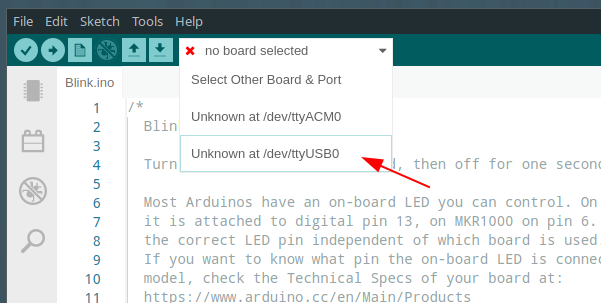 File Edit Sketch Tools Help
no board selected
Select Other Board & Port
Unknown at /dev/ttyACM0
Unknown at /dev/ttyUSB0
Blink.ino
1 /*
2 Blin
3
4 Turn , then off for one secon
5
6 Most Arduinos have an on-board LED you can control. On
7 it is attached to digital pin 13, on MKR1000 on pin 6.
8 the correct LED pin independent of which board is used.
9 If you want to know what pin the on-board LED is connec
10 model, check the Technical Specs of your board at:
11 https://www.arduino.cc/en/Main/Products